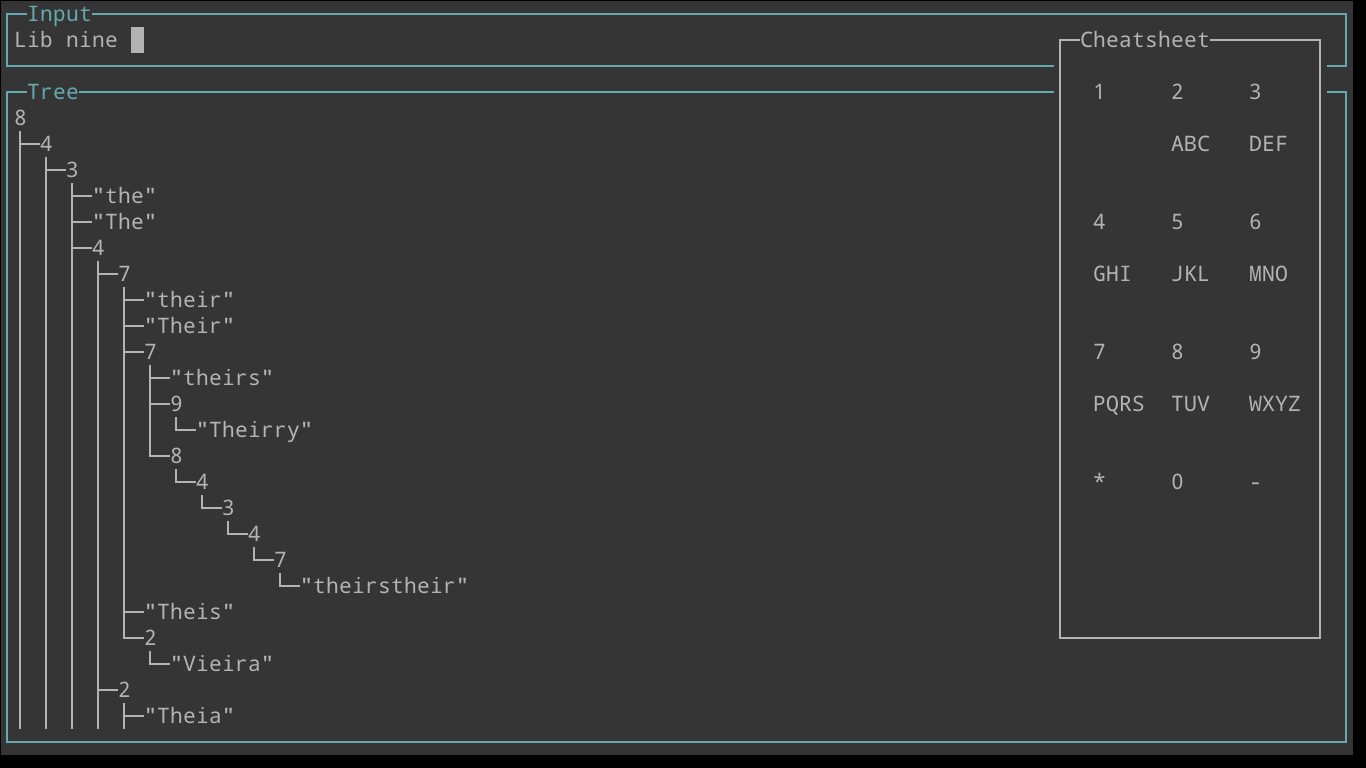 Input
Lib nine
Cheatsheet
1 2 3
ABC DEF
4 5 6
GHI JKL MNO
7 8 9
PQRS TUV WXYZ
* 0 -
Tree
8
4
3
"the"
"The"
4
7
"their"
"Their"
7
"theirs"
9
"Theirry"
8
4
3
4
7
"theirstheir"
"Theis"
2
"Vieira"
2
"Theia"